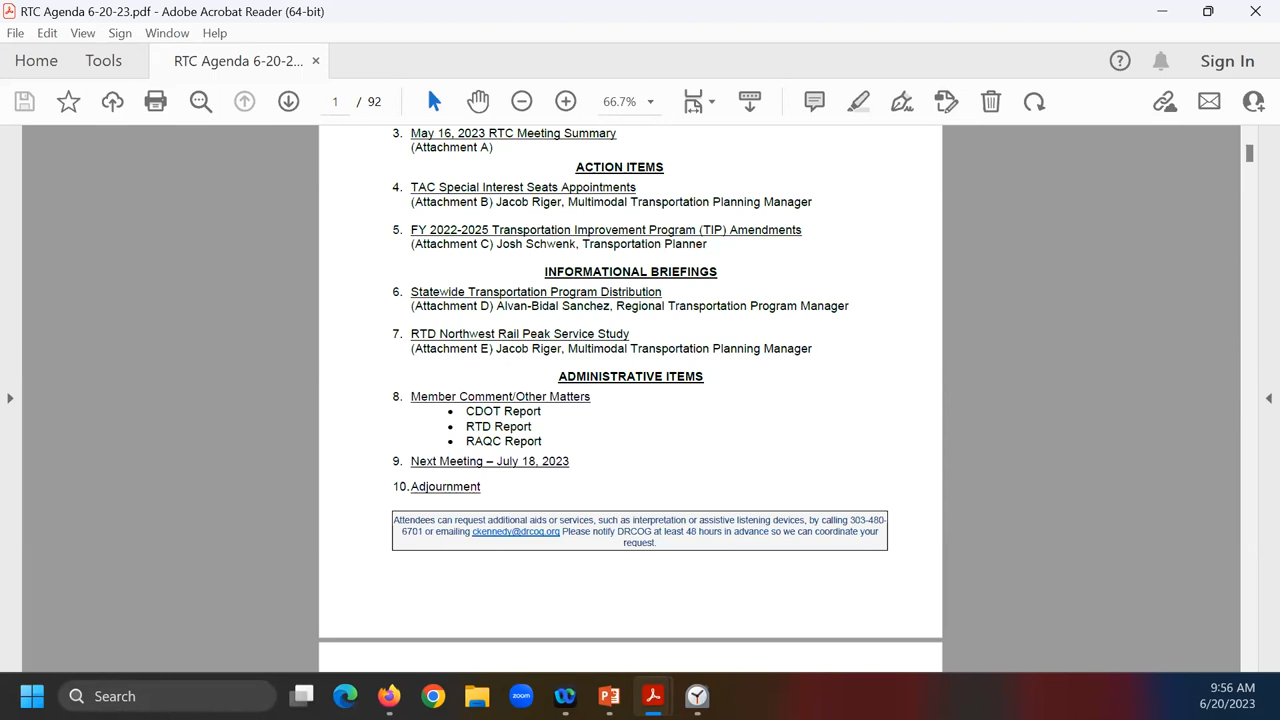 RTC Agenda 6-20-23.pdf - Adobe Acrobat Reader (64-bit)
File Edit View Sign Window Help
Home Tools RTC Agenda 6-20-2... × Sign In
1 / 92 66.7%
3. May 16, 2023 RTC Meeting Summary
(Attachment A)
ACTION ITEMS
4. TAC Special Interest Seats Appointments
(Attachment B) Jacob Riger, Multimodal Transportation Planning Manager
5. FY 2022-2025 Transportation Improvement Program (TIP) Amendments
(Attachment C) Josh Schwenk, Transportation Planner
INFORMATIONAL BRIEFINGS
6. Statewide Transportation Program Distribution
(Attachment D) Alvan-Bidal Sanchez, Regional Transportation Program Manager
7. RTD Northwest Rail Peak Service Study
(Attachment E) Jacob Riger, Multimodal Transportation Planning Manager
ADMINISTRATIVE ITEMS
8. Member Comment/Other Matters
• CDOT Report
• RTD Report
• RAQC Report
9. Next Meeting – July 18, 2023
10. Adjournment
Attendees can request additional aids or services, such as interpretation or assistive listening devices, by calling 303-480-
6701 or emailing ckennedy@drcog.org Please notify DRCOG at least 48 hours in advance so we can coordinate your
request.
Search zoom 9:56 AM
6/20/2023